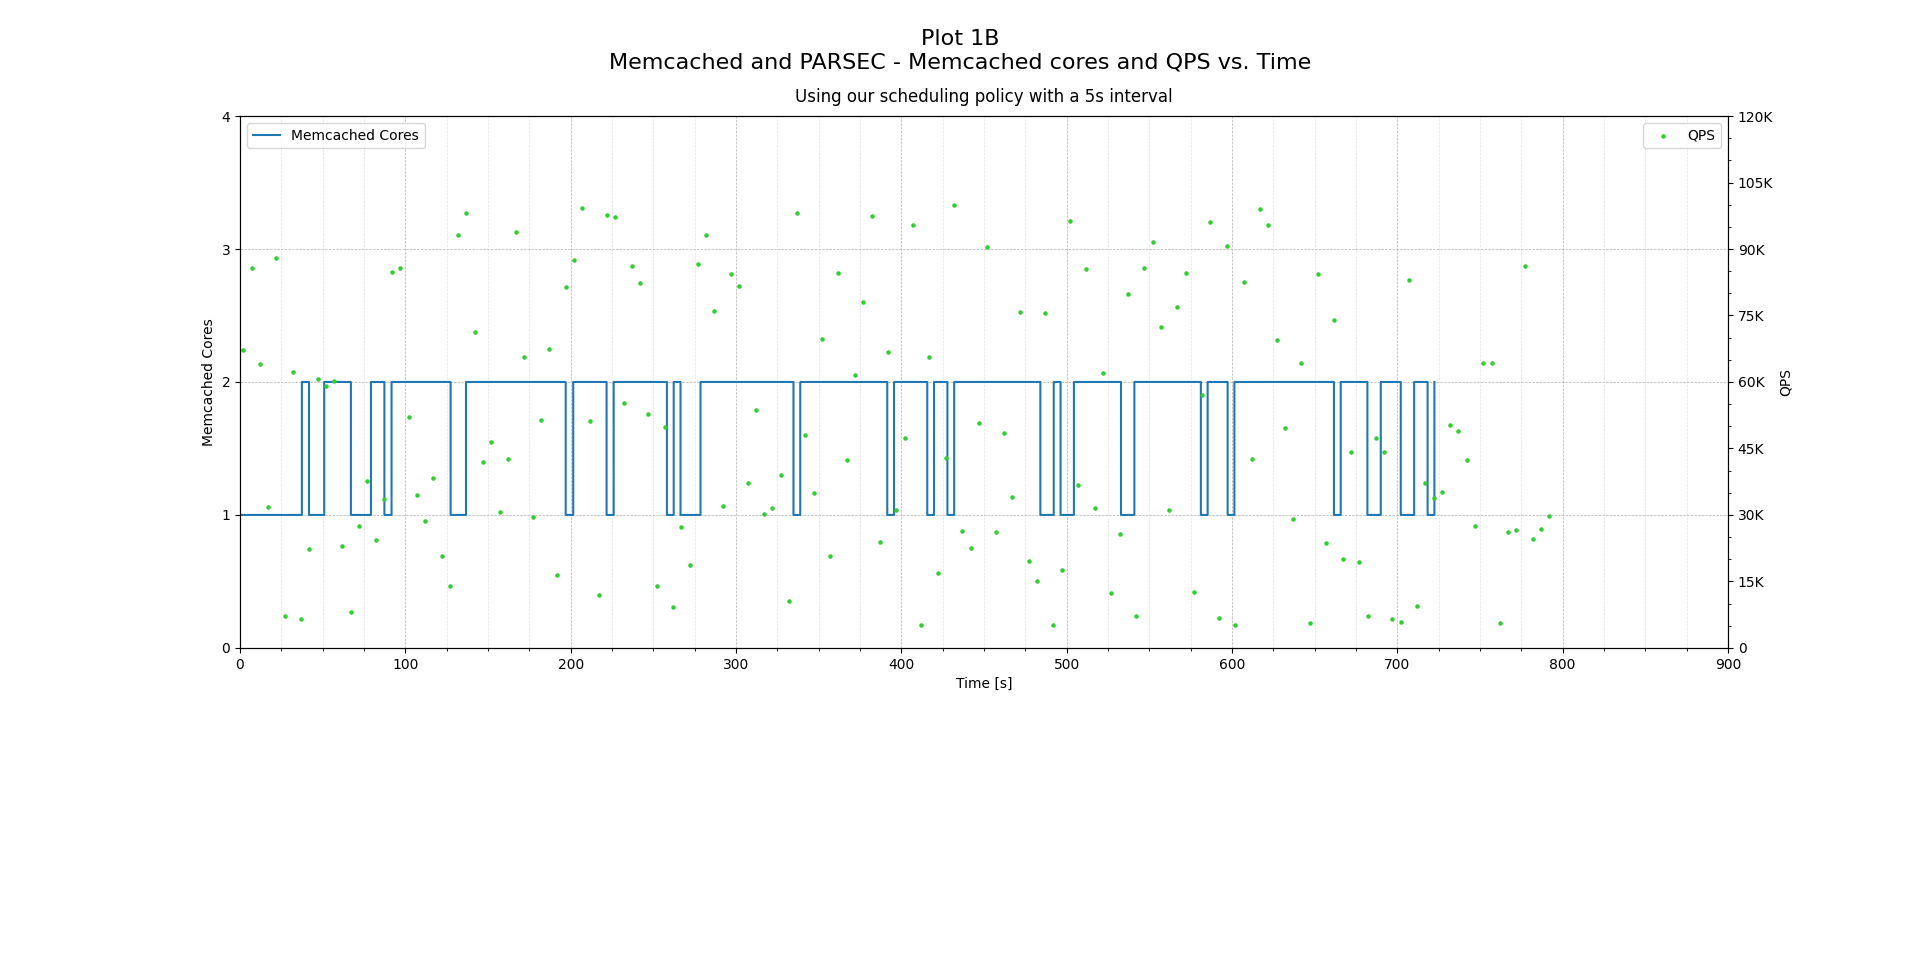 Plot 1B
Memcached and PARSEC - Memcached cores and QPS vs. Time
Using our scheduling policy with a 5s interval
Memcached Cores
QPS
4
3
2
1
0
Memcached Cores
120K
105K
90K
75K
60K
45K
30K
15K
0
QPS
0 100 200 300 400 500 600 700 800 900
Time [s]